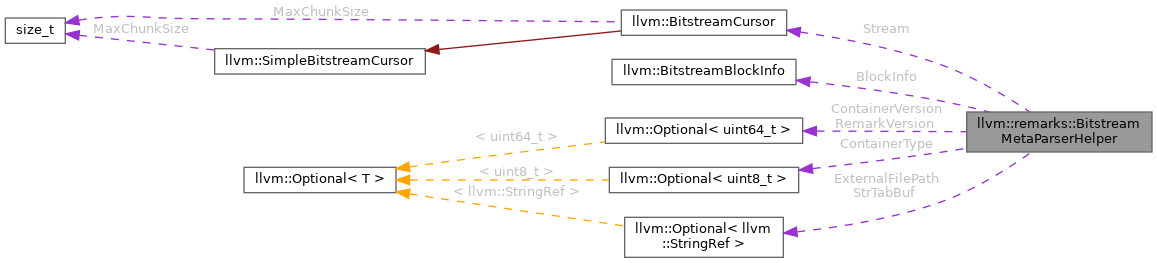 MaxChunkSize
llvm::BitstreamCursor
size_t
MaxChunkSize
Stream
llvm::SimpleBitstreamCursor
llvm::BitstreamBlockInfo
BlockInfo
llvm::remarks::Bitstream
MetaParserHelper
ContainerVersion
RemarkVersion
llvm::Optional< uint64_t >
< uint64_t >
ContainerType
llvm::Optional< T >
< uint8_t >
llvm::Optional< uint8_t >
< llvm::StringRef >
ExternalFilePath
StrTabBuf
llvm::Optional< llvm
::StringRef >